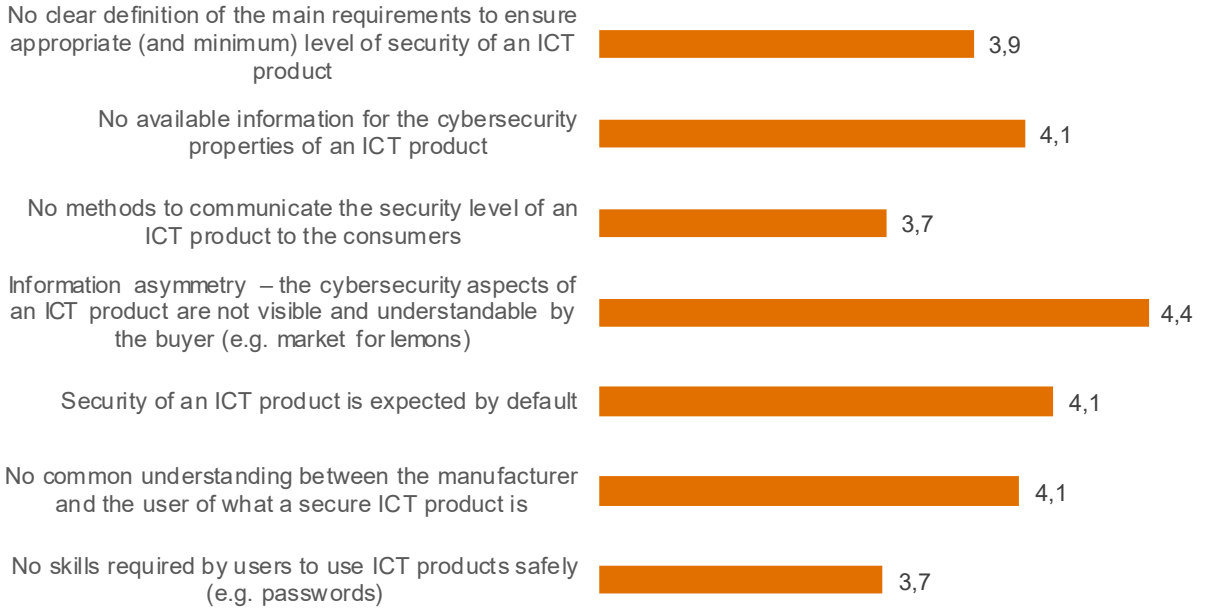 No clear definition of the main requirements to ensure
appropriate (and minimum) level of security of an ICT
product
3,9
No available information for the cybersecurity
properties of an ICT product
4,1
No methods to communicate the security level of an
ICT product to the consumers
3,7
Information asymmetry – the cybersecurity aspects of
an ICT product are not visible and understandable by
the buyer (e.g. market for lemons)
4,4
Security of an ICT product is expected by default
4,1
No common understanding between the manufacturer
and the user of what a secure ICT product is
4,1
No skills required by users to use ICT products safely
(e.g. passwords)
3,7